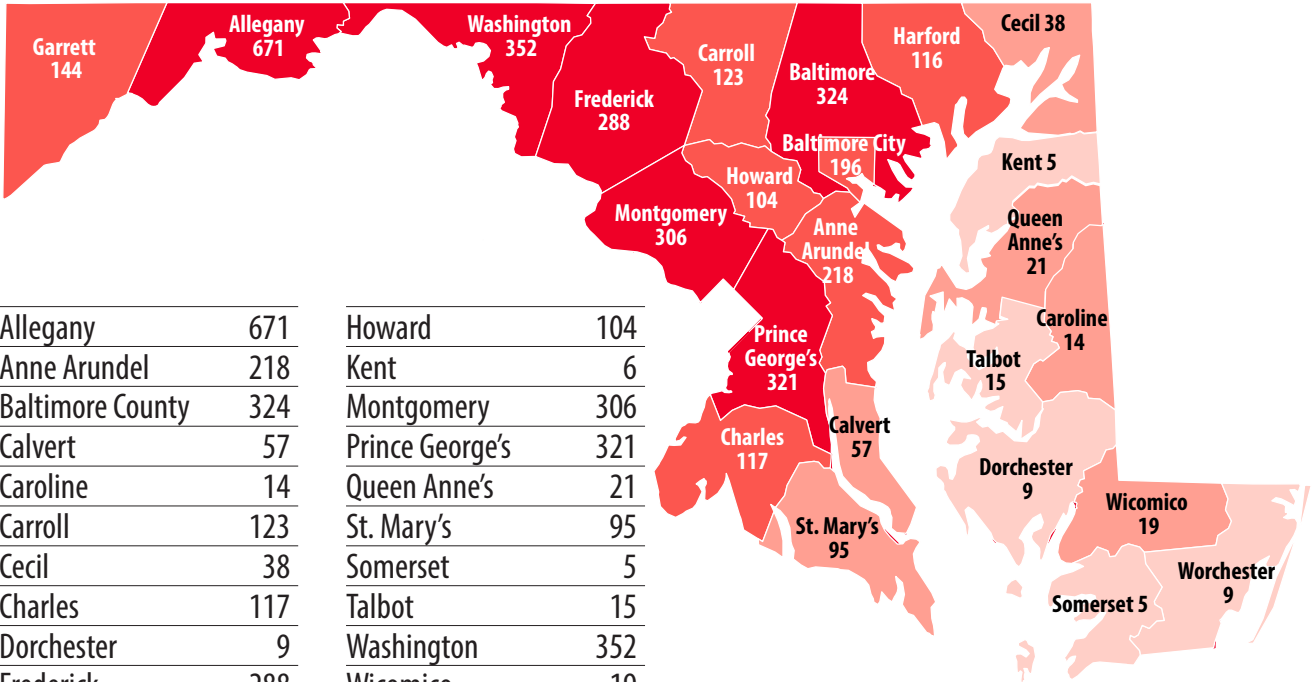 Garrett
144
Allegany
671
Washington
352
Frederick
288
Carroll
123
Baltimore
324
Baltimore City
196
Harford
116
Cecil 38
Howard
104
Montgomery
306
Anne
Arundel
218
Prince
George's
321
Charles
117
Calvert
57
St. Mary's
95
Kent 5
Queen
Anne's
21
Caroline
14
Talbot
15
Dorchester
9
Wicomico
19
Somerset 5
Worchester
9
Allegany 671
Anne Arundel 218
Baltimore County 324
Calvert 57
Caroline 14
Carroll 123
Cecil 38
Charles 117
Dorchester 9
Frederick 288
Howard 104
Kent 6
Montgomery 306
Prince George's 321
Queen Anne's 21
St. Mary's 95
Somerset 5
Talbot 15
Washington 352
Wicomico 19